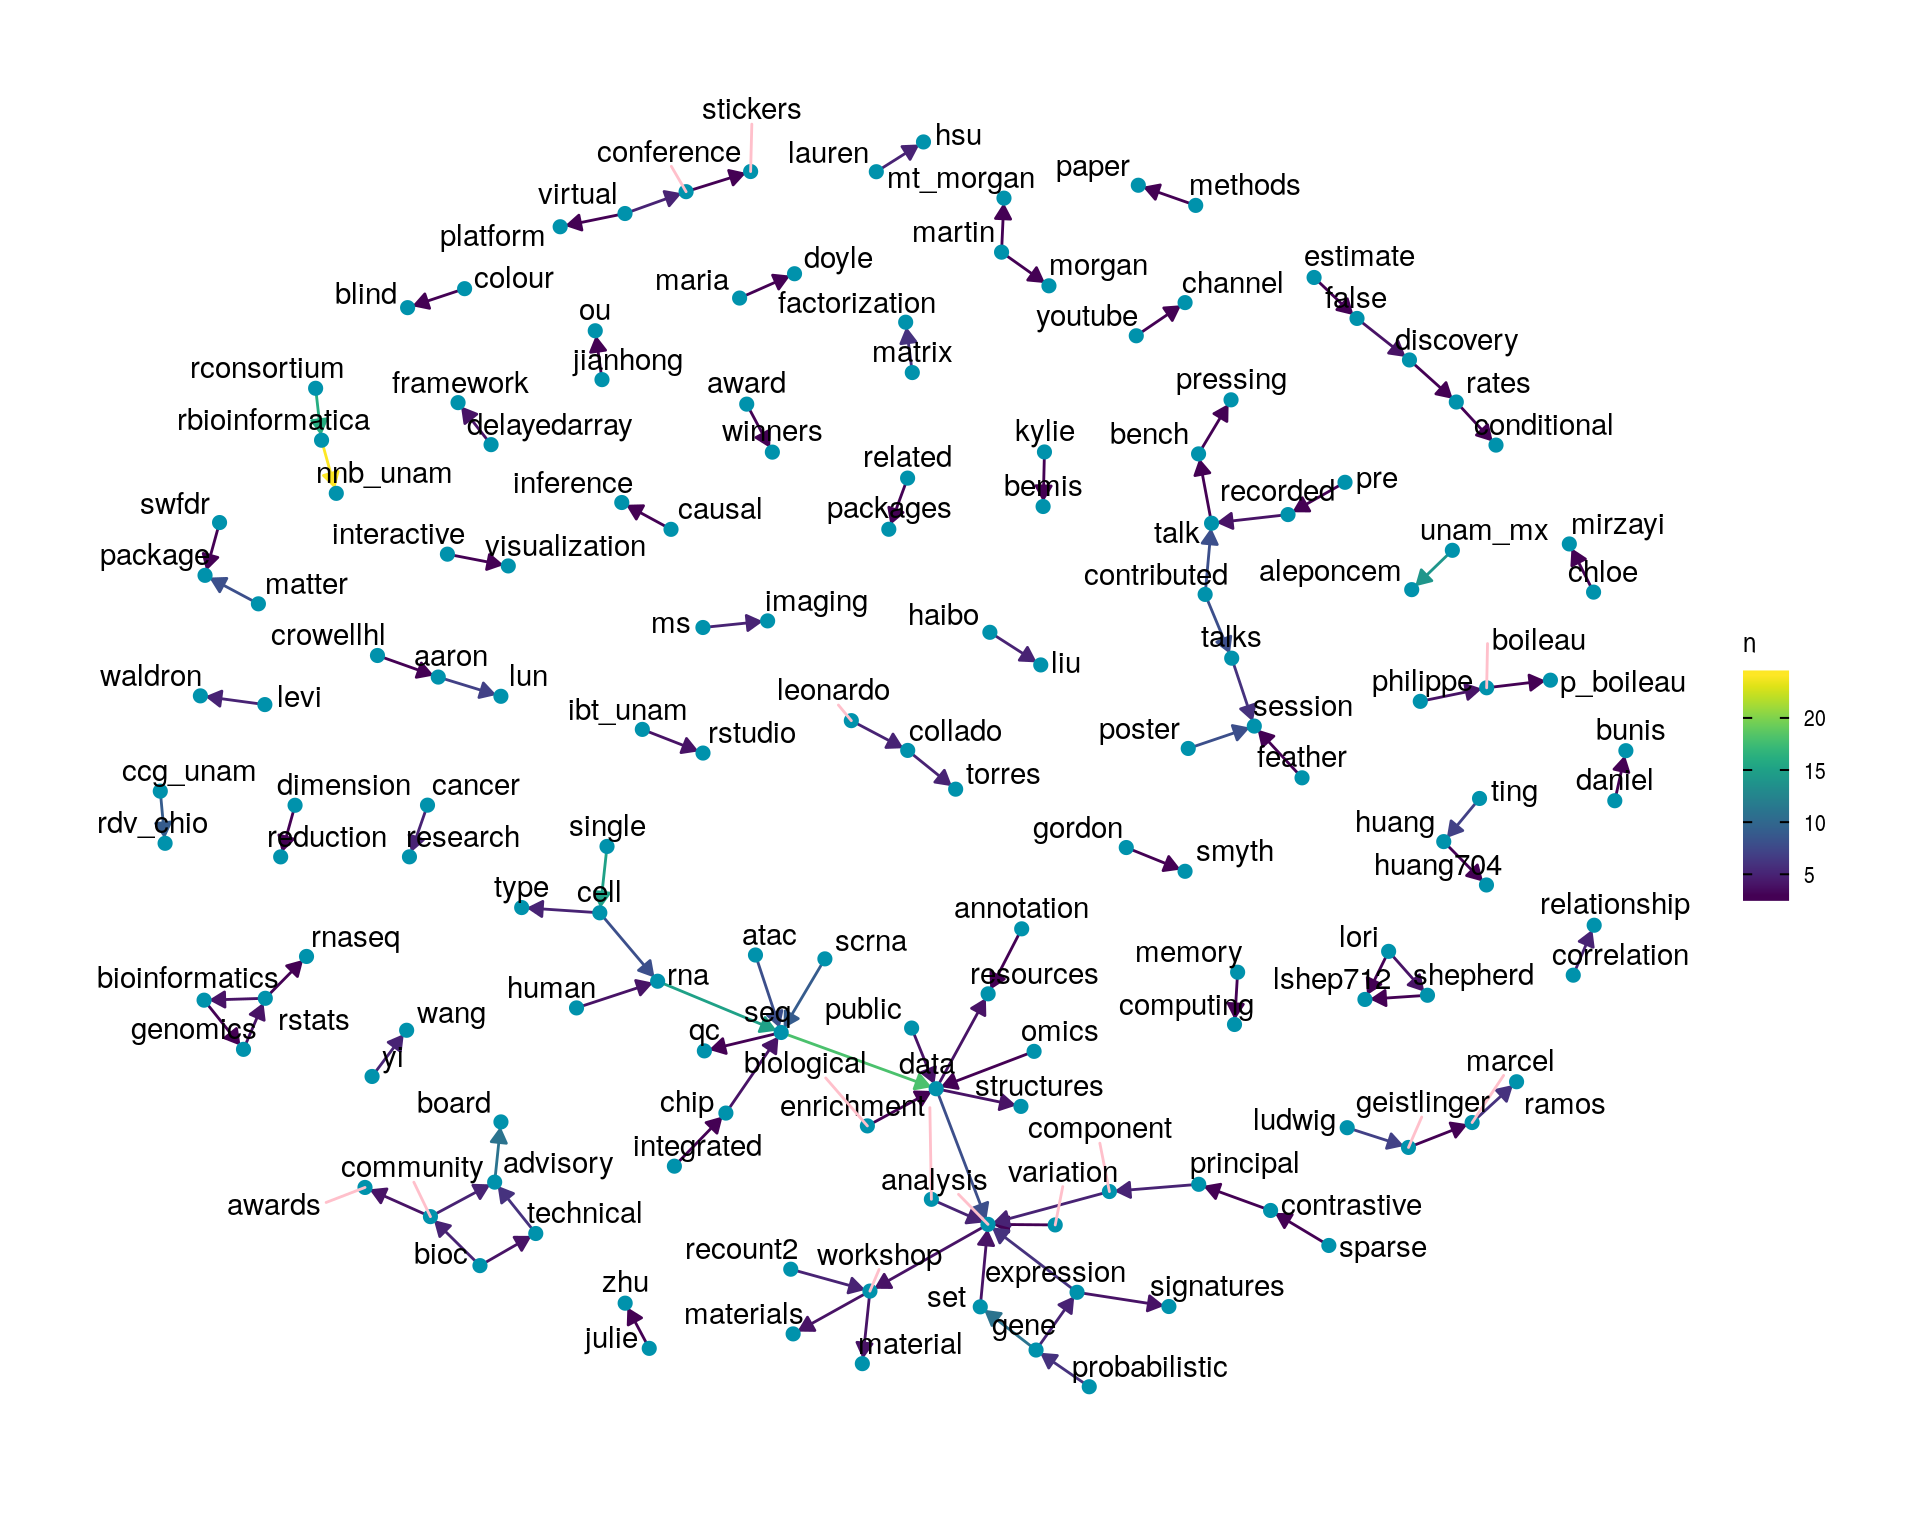 stickers
conference
lauren
hsu
virtual
mt_morgan
paper
methods
platform
martin
blind
colour
maria
doyle
morgan
estimate
ou
factorization
youtube
channel
false
rconsortium
jianhong
matrix
discovery
framework
award
pressing
rates
rbioinformatica
delayedarray
winners
kylie
bench
conditional
nnb_unam
inference
related
bemis
recorded
pre
swfdr
interactive
visualization
causal
packages
talk
unam_mx
mirzayi
package
matter
contributed
aleponcem
chloe
crowellhl
ms
imaging
haibo
talks
boileau
n
waldron
levi
aaron
lun
leonardo
liu
philippe
p_boileau
ibt_unam
rstudio
collado
poster
session
bunis
20
ccg_unam
dimension
cancer
torres
feather
daniel
15
rdv_chio
reduction
research
single
gordon
smyth
ting
huang
10
type
cell
huang704
5
annotation
relationship
rnaseq
atac
scrna
memory
lori
bioinformatics
human
rna
resources
lshep712
shepherd
correlation
genomics
rstats
wang
qc
seq
public
omics
computing
yi
biological
data
marcel
board
chip
enrichment
structures
geistlinger
ramos
integrated
component
ludwig
community
advisory
analysis
variation
principal
awards
technical
contrastive
bioc
recount2
workshop
sparse
zhu
materials
set
expression
signatures
julie
material
gene
probabilistic